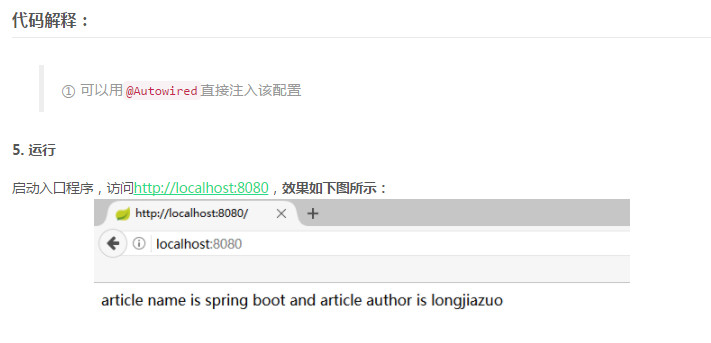 代码解释：
① 可以用@Autowired直接注入该配置
5. 运行
启动入口程序，访问http://localhost:8080，效果如下图所示：
http://localhost:8080/
localhost:8080
article name is spring boot and article author is longjiazuo